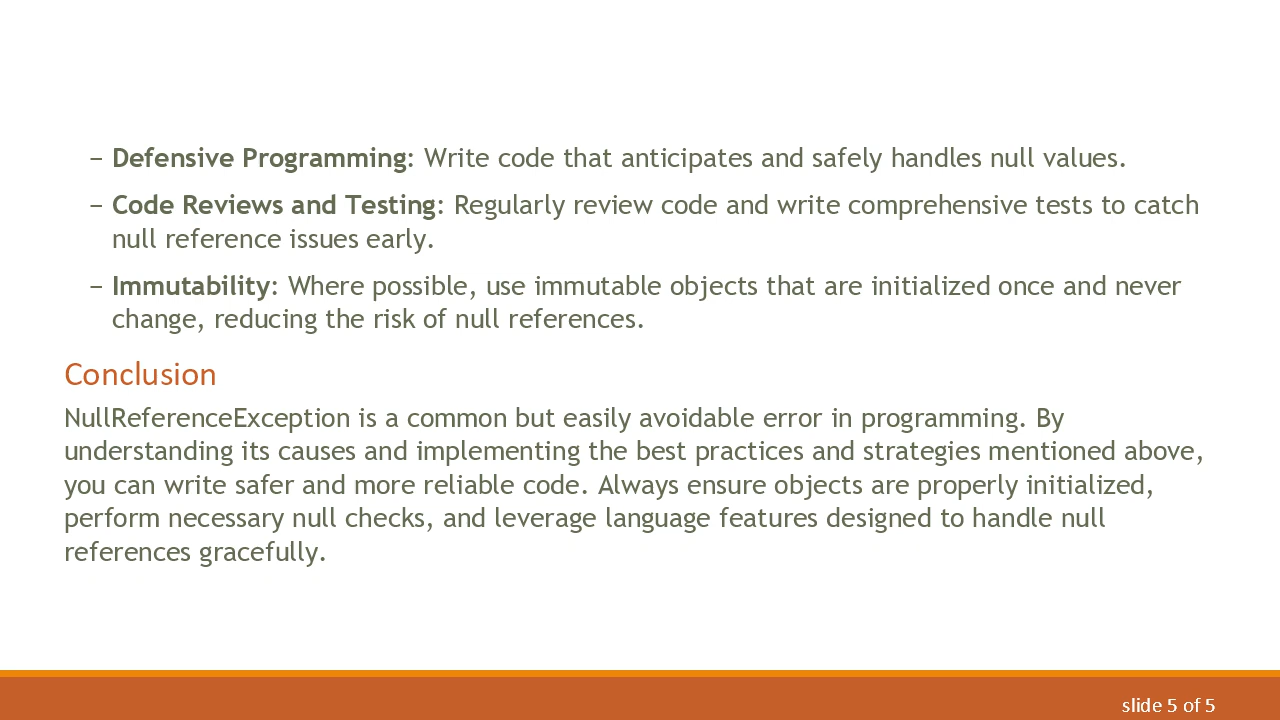 – Defensive Programming: Write code that anticipates and safely handles null values.
– Code Reviews and Testing: Regularly review code and write comprehensive tests to catch
null reference issues early.
– Immutability: Where possible, use immutable objects that are initialized once and never
change, reducing the risk of null references.
Conclusion
NullReferenceException is a common but easily avoidable error in programming. By
understanding its causes and implementing the best practices and strategies mentioned above,
you can write safer and more reliable code. Always ensure objects are properly initialized,
perform necessary null checks, and leverage language features designed to handle null
references gracefully.
slide 5 of 5